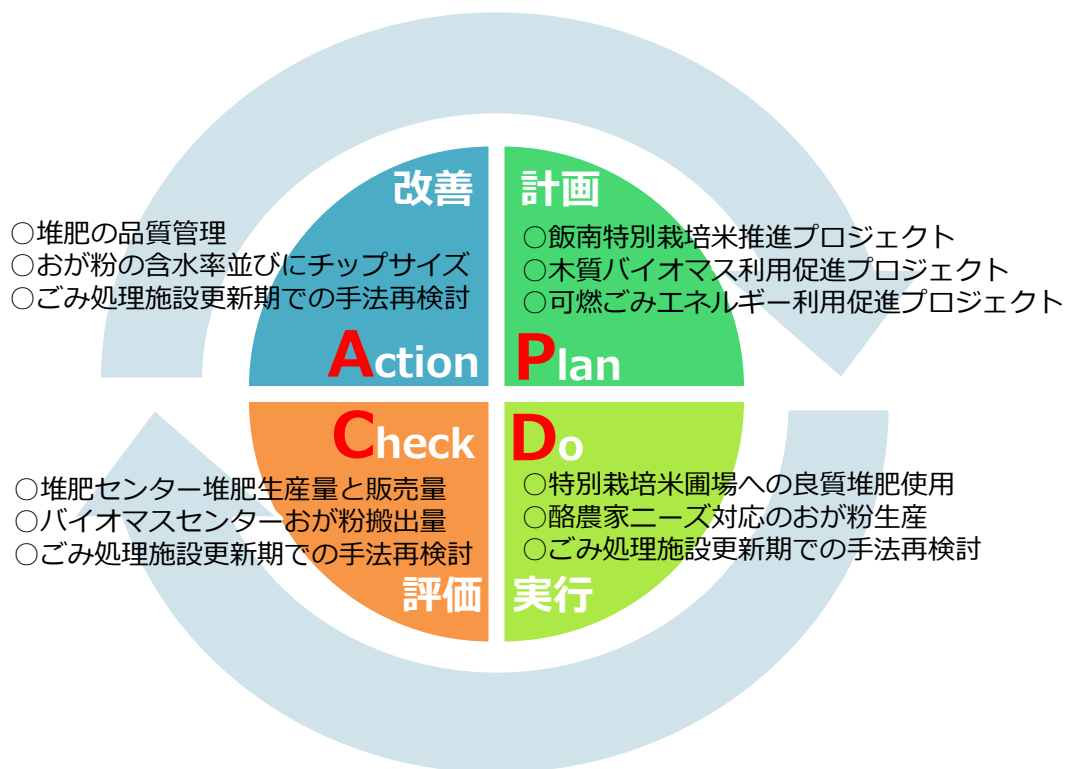 改善
○堆肥の品質管理
○おが粉の含水率並びにチップサイズ
○ごみ処理施設更新期での手法再検討
Action
計画
○飯南特別栽培米推進プロジェクト
○木質バイオマス利用促進プロジェクト
○可燃ごみエネルギー利用促進プロジェクト
Plan
Check
○堆肥センター堆肥生産量と販売量
○バイオマスセンターおが粉搬出量
○ごみ処理施設更新期での手法再検討
評価
Do
○特別栽培米圃場への良質堆肥使用
○酪農家ニーズ対応のおが粉生産
○ごみ処理施設更新期での手法再検討
実行